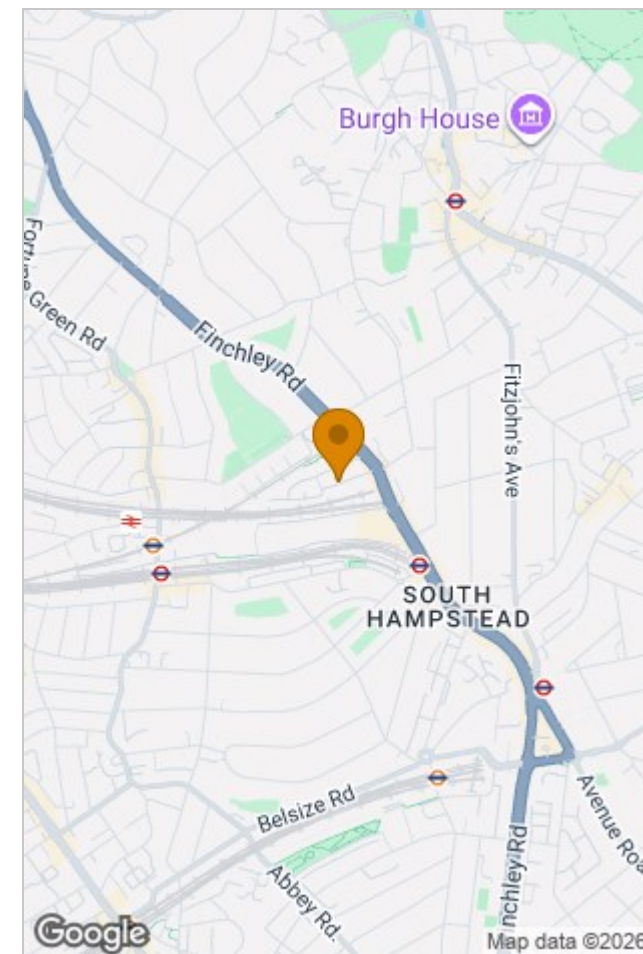 Burgh House
Fortune Green Rd
Finchley Rd
Fitzjohn's Ave
SOUTH
HAMPSTEAD
Belsize Rd
Abbey Rd.
Avenue Roa
inchley Rd
Google
Map data ©2026